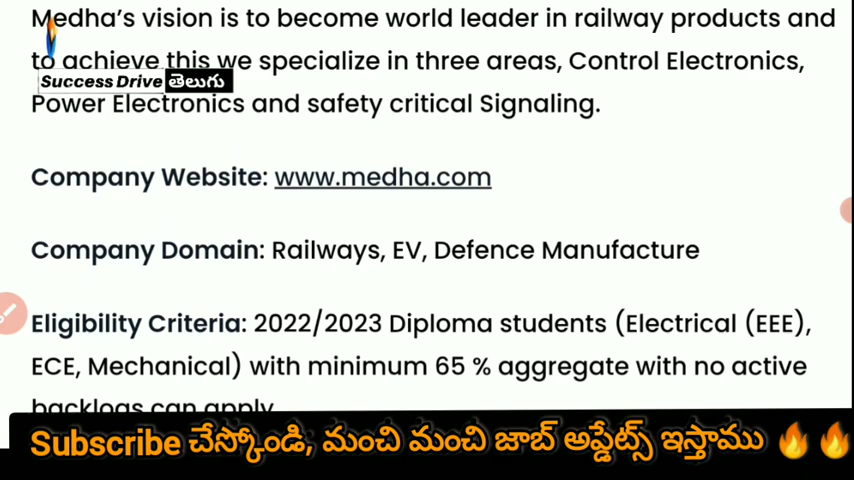 Medha's vision is to become world leader in railway products and
to achieve this we specialize in three areas, Control Electronics,
Success Drive తెలుగు
Power Electronics and safety critical Signaling.
Company Website: www.medha.com
Company Domain: Railways, EV, Defence Manufacture
Eligibility Criteria: 2022/2023 Diploma students (Electrical (EEE),
ECE, Mechanical) with minimum 65 % aggregate with no active
backlogs can apply
Subscribe చేస్కోండి, మంచి మంచి జాబ్ అప్డేట్స్ ఇస్తాము 🔥🔥